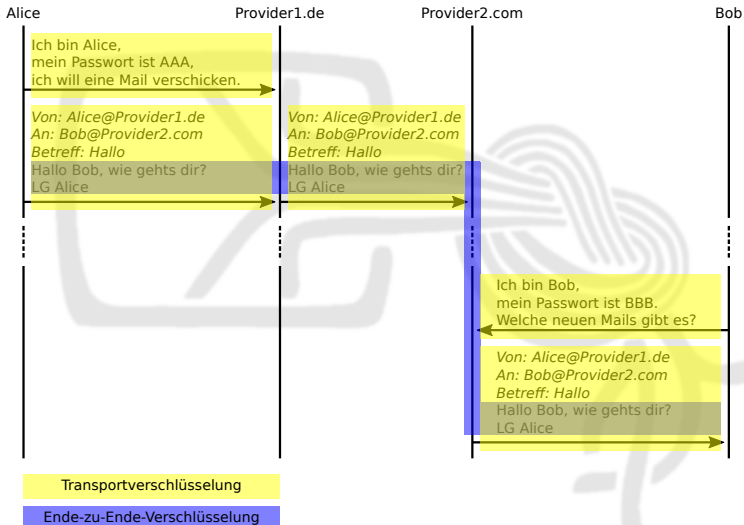 Alice
Provider1.de
Provider2.com
Bob
Ich bin Alice,
mein Passwort ist AAA,
ich will eine Mail verschicken.
Von: Alice@Provider1.de
An: Bob@Provider2.com
Betreff: Hallo
Hallo Bob, wie gehts dir?
LG Alice
Von: Alice@Provider1.de
An: Bob@Provider2.com
Betreff: Hallo
Hallo Bob, wie gehts dir?
LG Alice
Ich bin Bob,
mein Passwort ist BBB.
Welche neuen Mails gibt es?
Von: Alice@Provider1.de
An: Bob@Provider2.com
Betreff: Hallo
Hallo Bob, wie gehts dir?
LG Alice
Transportverschlüsselung
Ende-zu-Ende-Verschlüsselung